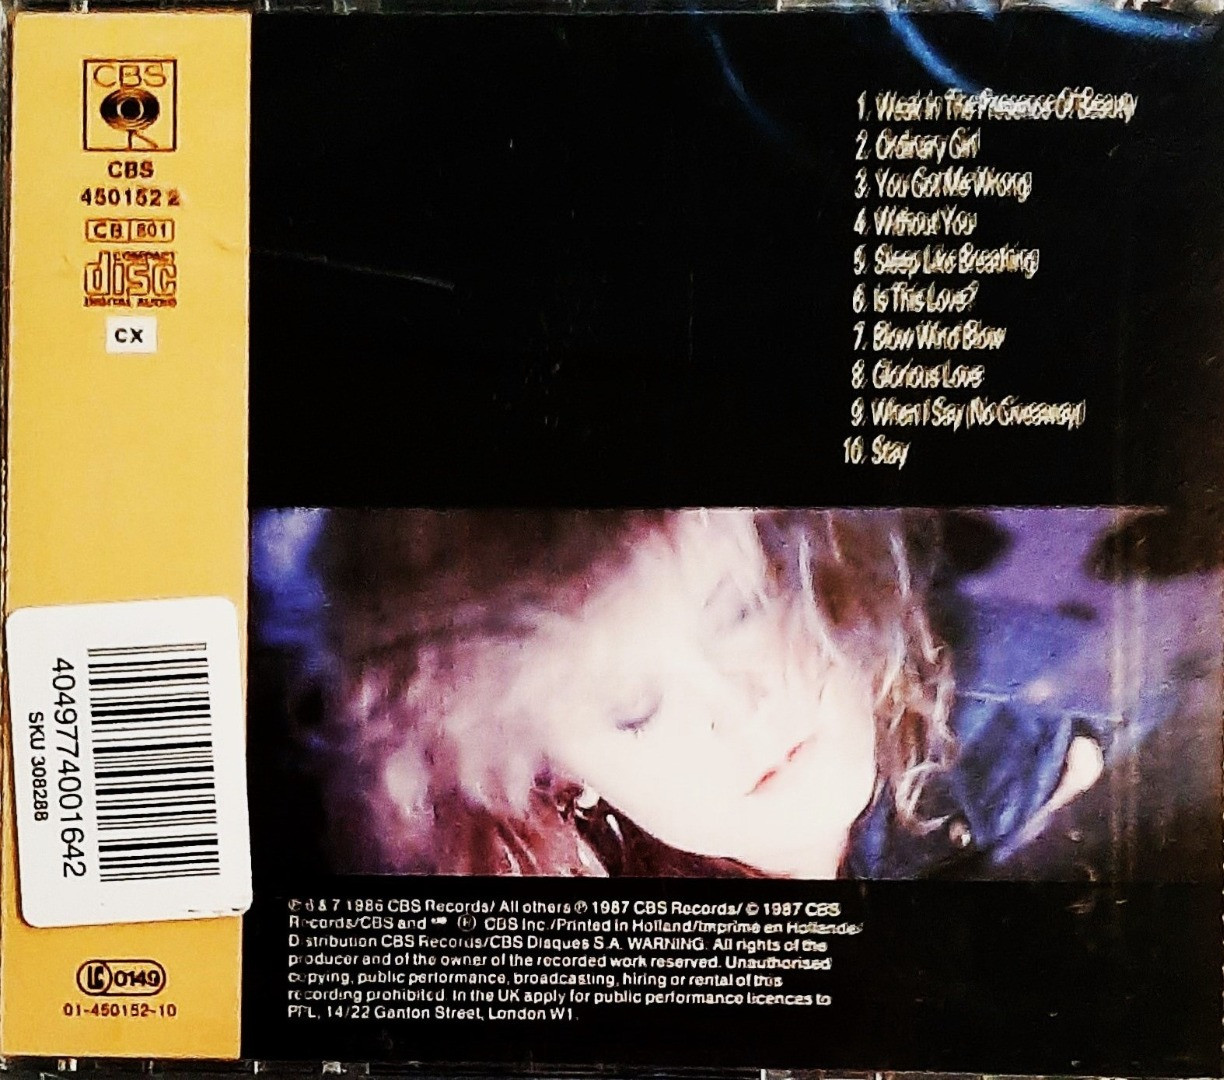 CBS
CBS
450152 2
CB 801
COMPACT
disc
DIGITAL AUDIO
CX
4049774001642
SKU 308288
LC 0149
01-450152-10
1. Weak In The Presence Of Beauty
2. Ordinary Girl
3. You Got Me Wrong
4. Without You
5. Sleep Like Breathing
6. Is This Love?
7. Blow Wind Blow
8. Glorious Love
9. When I Say (No Giveaway)
10. Stay
℗ 6 & 7 1986 CBS Records/ All others ℗ 1987 CBS Records/ © 1987 CBS
Records/CBS and ® CBS Inc./Printed in Holland/Imprimé en Hollande/
Distribution CBS Records/CBS Disques S.A. WARNING: All rights of the
producer and of the owner of the recorded work reserved. Unauthorised
copying, public performance, broadcasting, hiring or rental of this
recording prohibited. In the UK apply for public performance licences to
PPL, 14/22 Ganton Street, London W1.